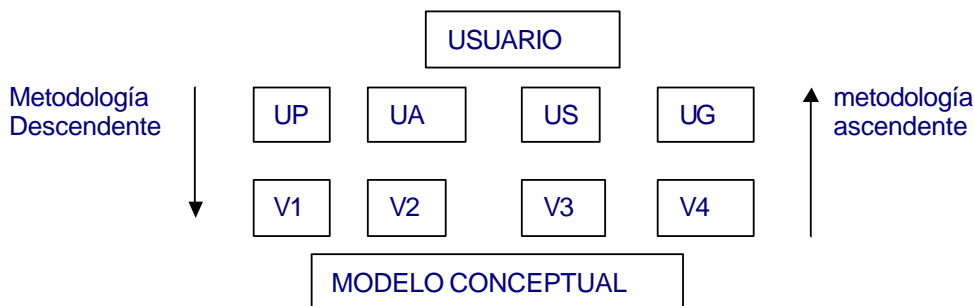 USUARIO
Metodología
Descendente
UP
UA
US
UG
metodología
ascendente
V1
V2
V3
V4
MODELO CONCEPTUAL